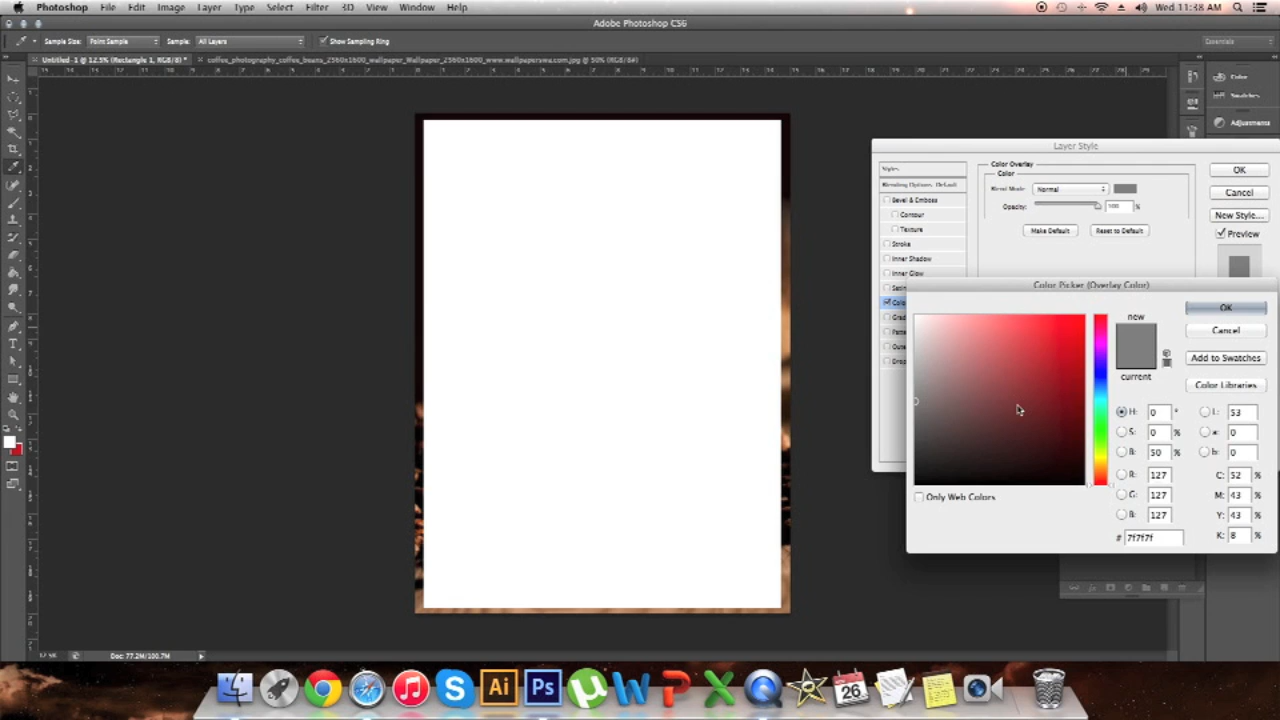 Photoshop File Edit Image Layer Type Select Filter 3D View Window Help Wed 11:38 AM
Adobe Photoshop CS6
Sample Size: Point Sample Sample: All Layers Show Sampling Ring Essentials
Untitled-1 @ 12.5% (Rectangle 1, RGB/8) * coffee_photography_coffee_beans_2560x1600_wallpaper_Wallpaper_2560x1600_www.wallpaperswa.com.jpg @ 50% (RGB/8#)
Color
Swatches
Adjustments
Layer Style
Styles
Blending Options: Default
Bevel & Emboss
Contour
Texture
Stroke
Inner Shadow
Inner Glow
Satin
Colo
Grad
Patte
Oute
Drop
Color Overlay
Color
Blend Mode: Normal
Opacity: 100 %
Make Default Reset to Default
OK
Cancel
New Style...
Preview
Color Picker (Overlay Color)
new
current
OK
Cancel
Add to Swatches
Color Libraries
H: 0 ° L: 53
S: 0 % a: 0
B: 50 % b: 0
R: 127 C: 52 %
G: 127 M: 43 %
B: 127 Y: 43 %
# 7f7f7f K: 8 %
Only Web Colors
12.5% Doc: 77.2M/100.7M
Ai Ps 26